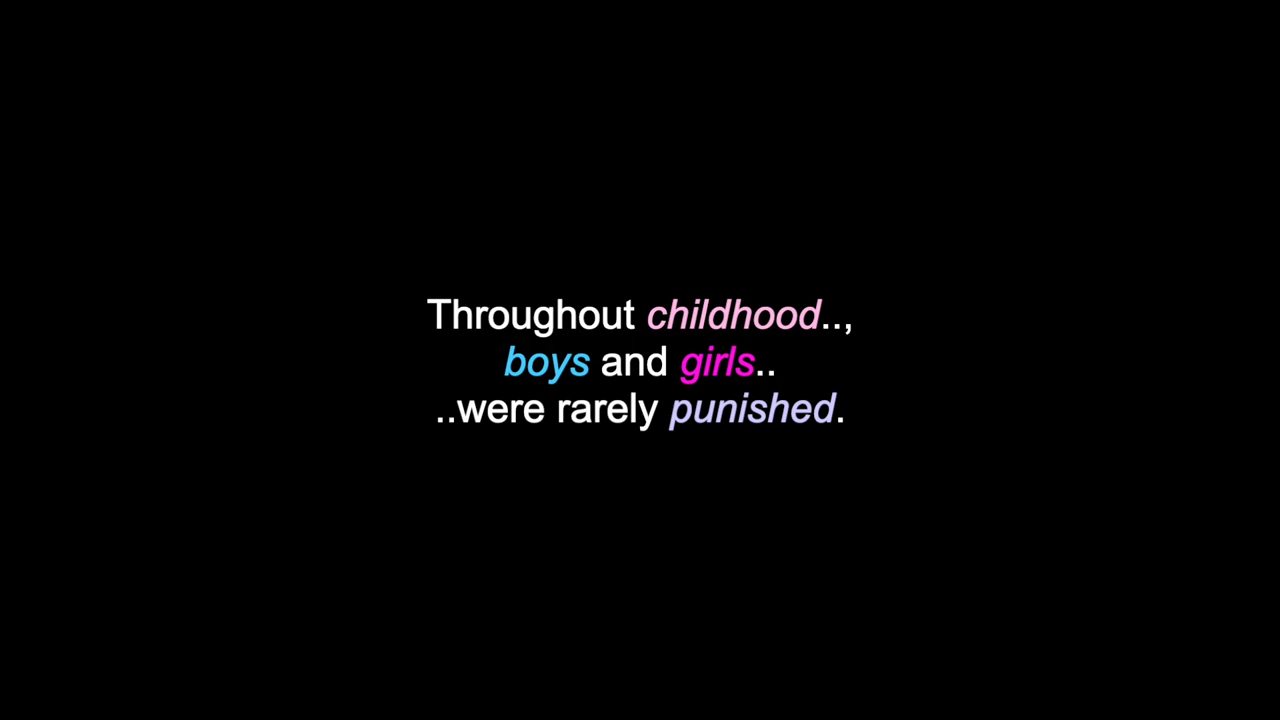 Throughout childhood..,
boys and girls..
..were rarely punished.